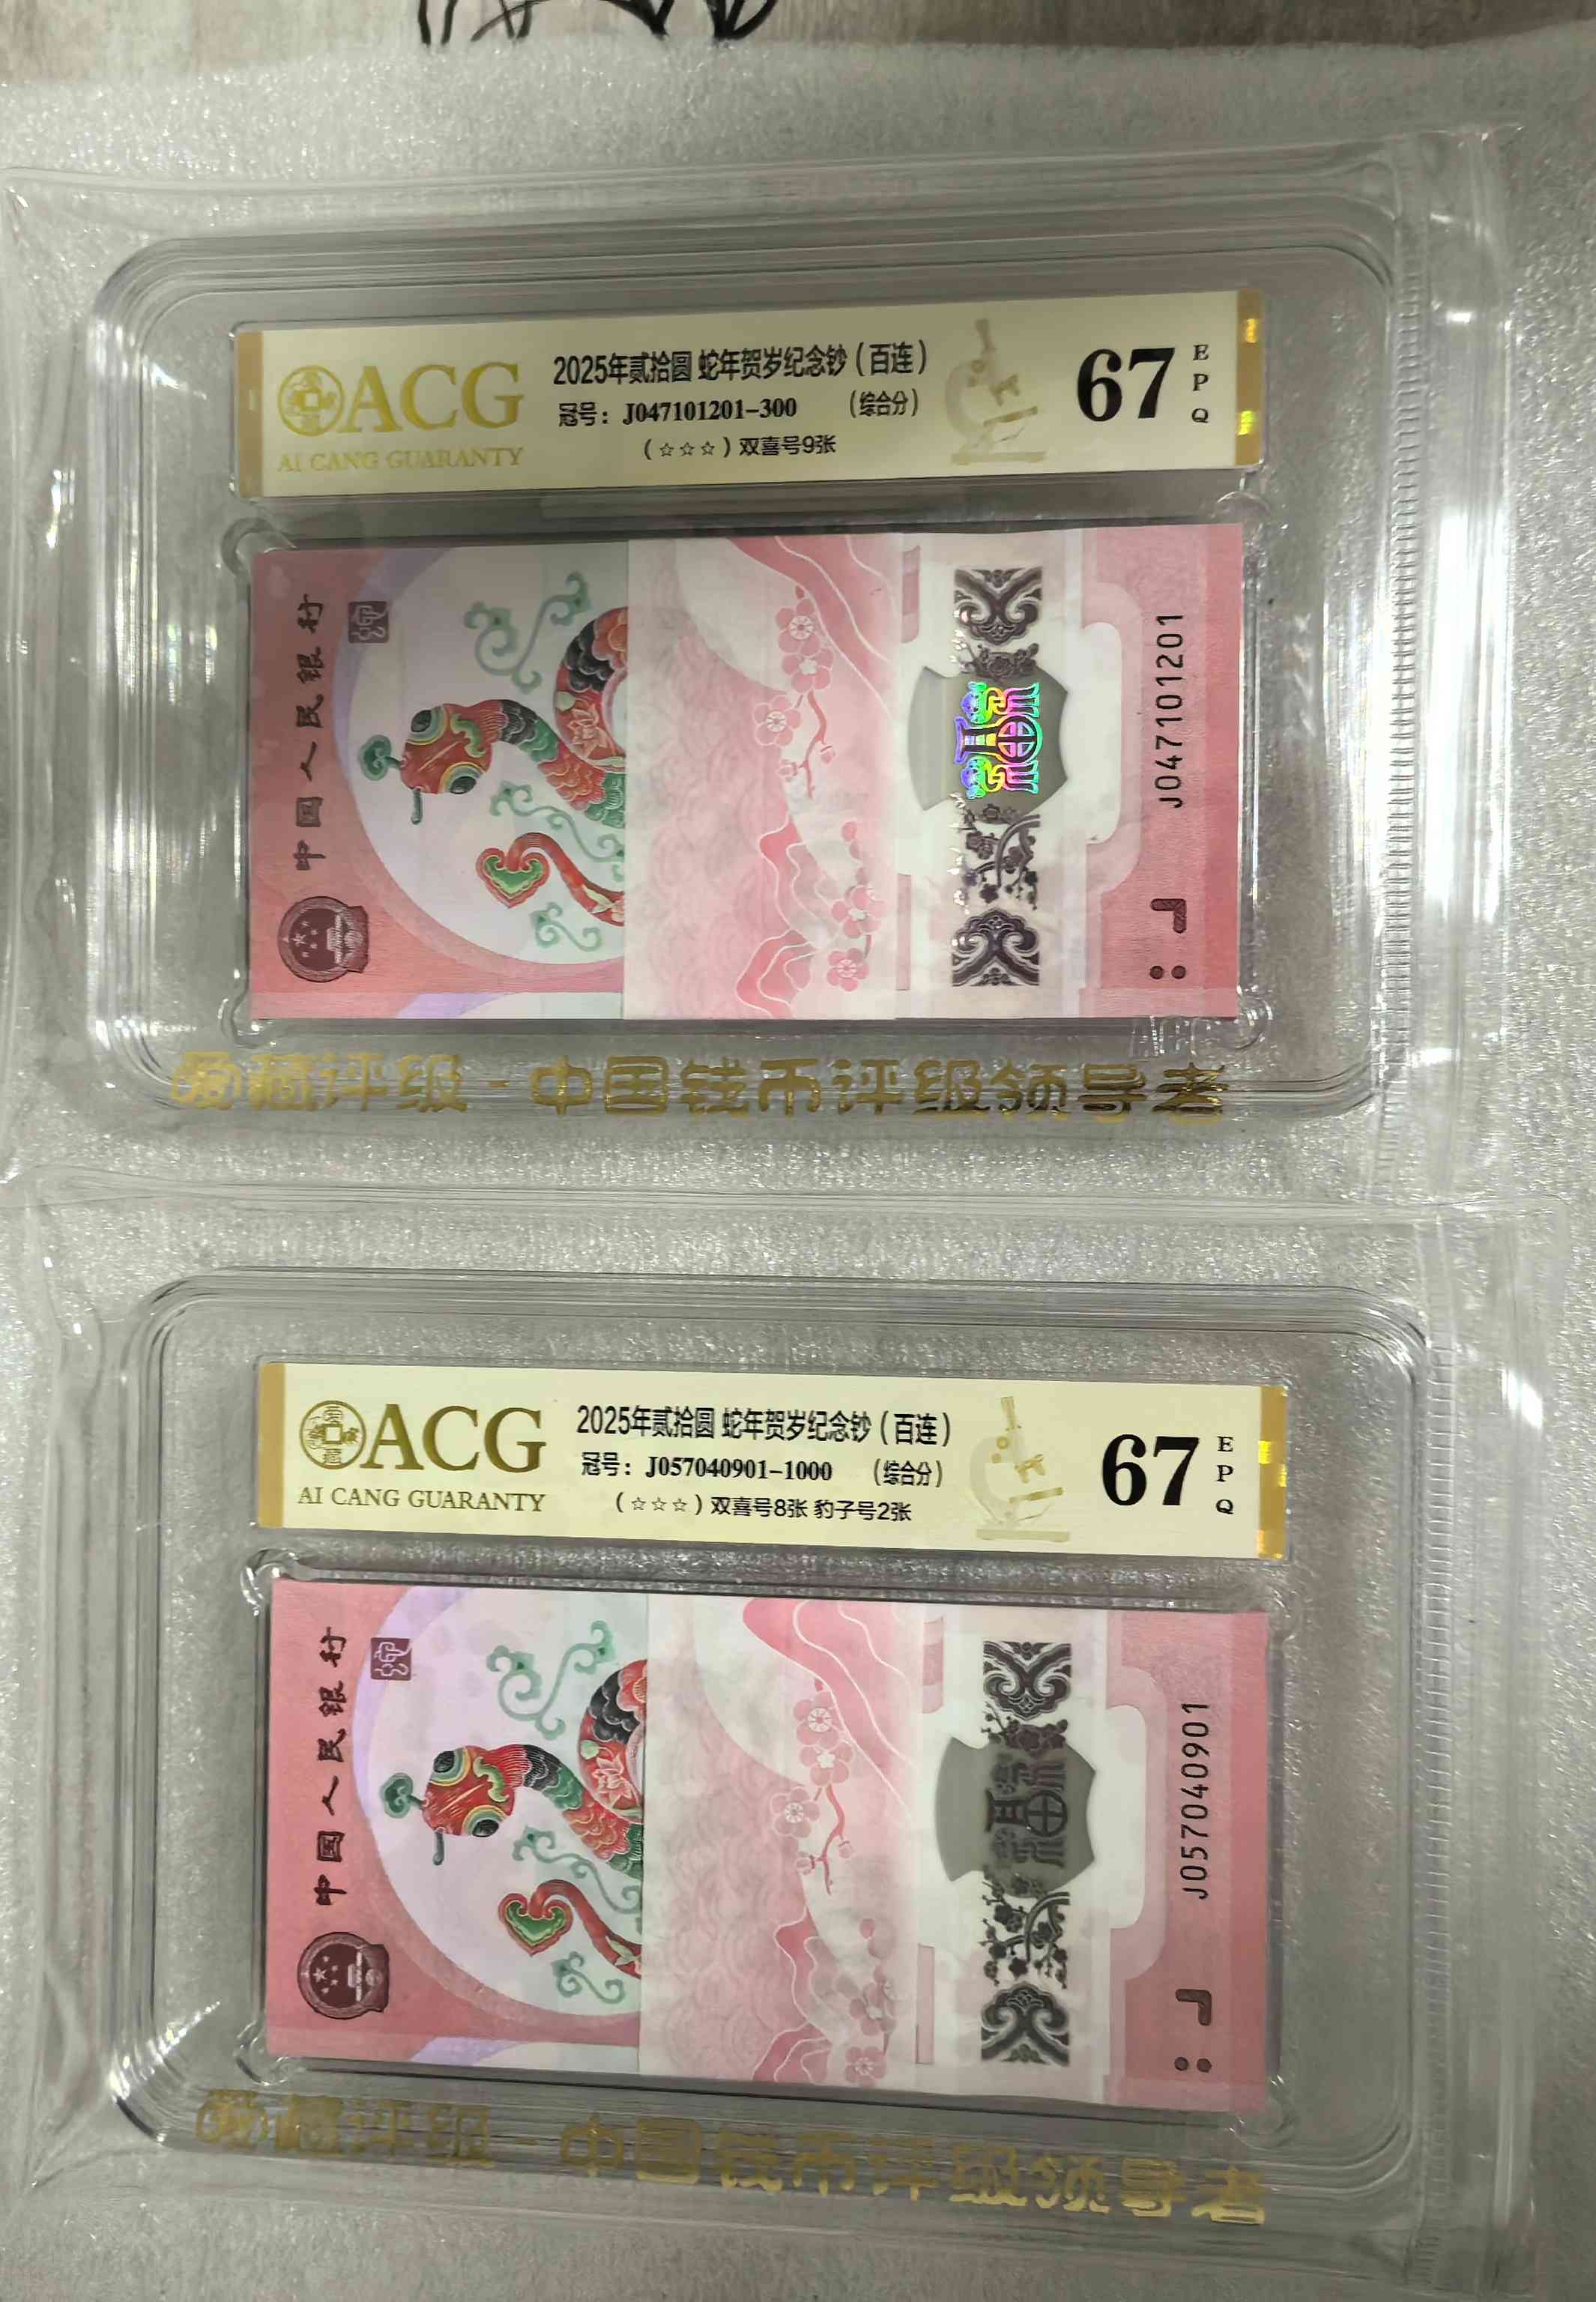 ACG
AI CANG GUARANTY
2025年贰拾圆 蛇年贺岁纪念钞（百连）
冠号：J047101201-300 （综合分）
（☆☆☆）双喜号9张
67
EPQ
中国人民银行
J047101201
爱藏评级-中国钱币评级领导者
ACG
AI CANG GUARANTY
2025年贰拾圆 蛇年贺岁纪念钞（百连）
冠号：J057040901-1000 （综合分）
（☆☆☆）双喜号8张 豹子号2张
67
EPQ
中国人民银行
J057040901
爱藏评级-中国钱币评级领导者